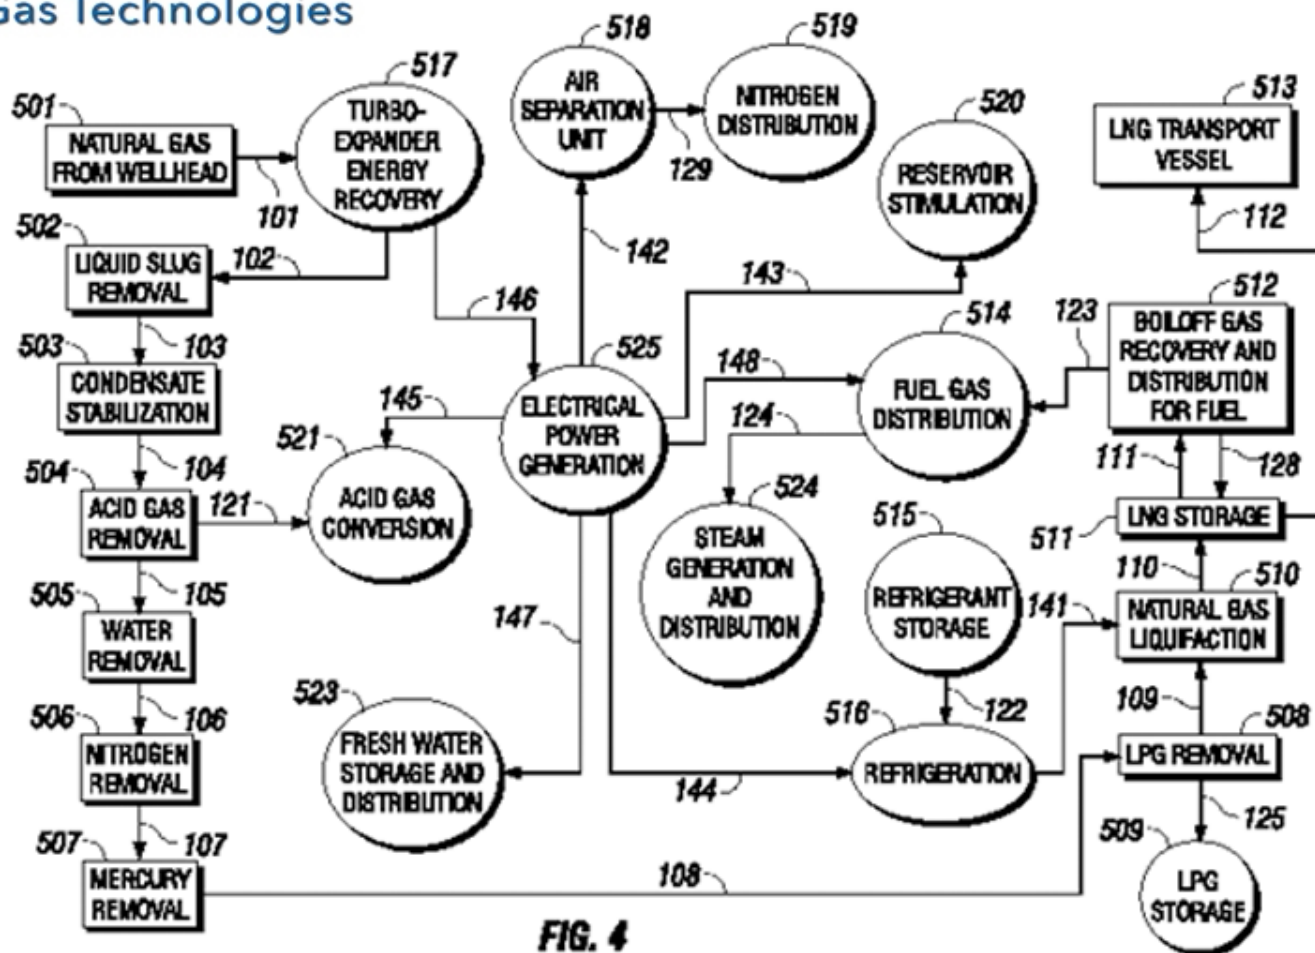 Gas Technologies
501
NATURAL GAS
FROM WELLHEAD
101
517
TURBO-
EXPANDER
ENERGY
RECOVERY
518
AIR
SEPARATION
UNIT
129
519
NITROGEN
DISTRIBUTION
520
RESERVOIR
STIMULATION
513
LNG TRANSPORT
VESSEL
112
502
LIQUID SLUG
REMOVAL
102
146
142
143
103
503
CONDENSATE
STABILIZATION
104
525
ELECTRICAL
POWER
GENERATION
145
148
514
FUEL GAS
DISTRIBUTION
124
123
512
BOILOFF GAS
RECOVERY AND
DISTRIBUTION
FOR FUEL
111
128
504
ACID GAS
REMOVAL
121
521
ACID GAS
CONVERSION
524
STEAM
GENERATION
AND
DISTRIBUTION
515
REFRIGERANT
STORAGE
511
LNG STORAGE
110
510
NATURAL GAS
LIQUIFACTION
141
105
505
WATER
REMOVAL
147
106
506
NITROGEN
REMOVAL
523
FRESH WATER
STORAGE AND
DISTRIBUTION
122
516
REFRIGERATION
144
109
508
LPG REMOVAL
125
107
507
MERCURY
REMOVAL
108
509
LPG
STORAGE
FIG. 4